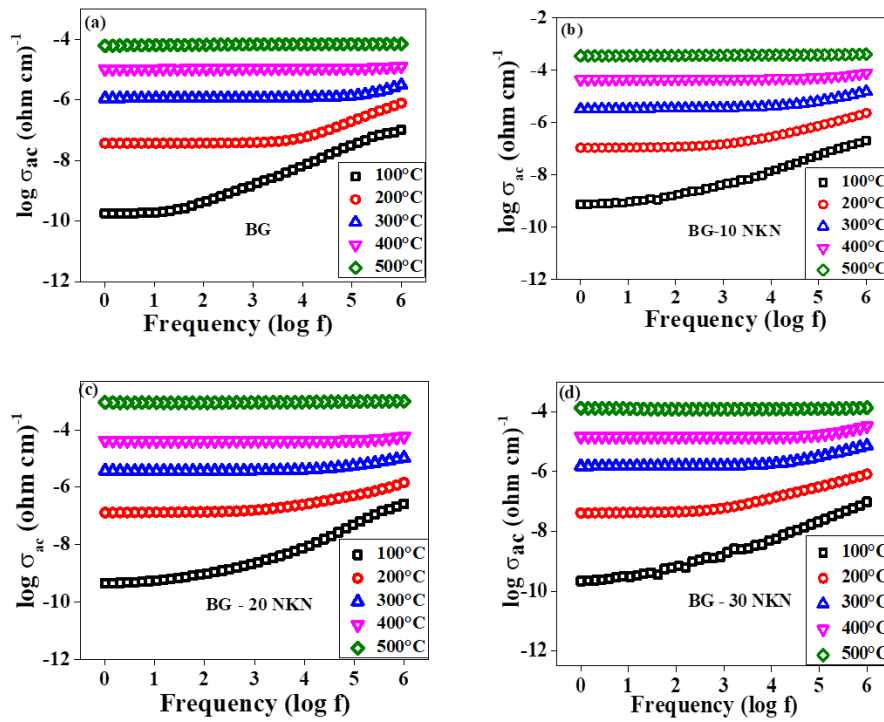 (a)
-4
-6
-8
-10
-12
log σac (ohm cm)-1
0 1 2 3 4 5 6
Frequency (log f)
BG
100°C
200°C
300°C
400°C
500°C
(b)
-2
-4
-6
-8
-10
-12
log σac (ohm cm)-1
0 1 2 3 4 5 6
Frequency (log f)
BG-10 NKN
100°C
200°C
300°C
400°C
500°C
(c)
-4
-6
-8
-10
-12
log σac (ohm cm)-1
0 1 2 3 4 5 6
Frequency (log f)
BG - 20 NKN
100°C
200°C
300°C
400°C
500°C
(d)
-4
-6
-8
-10
-12
log σac (ohm cm)-1
0 1 2 3 4 5 6
Frequency (log f)
BG - 30 NKN
100°C
200°C
300°C
400°C
500°C